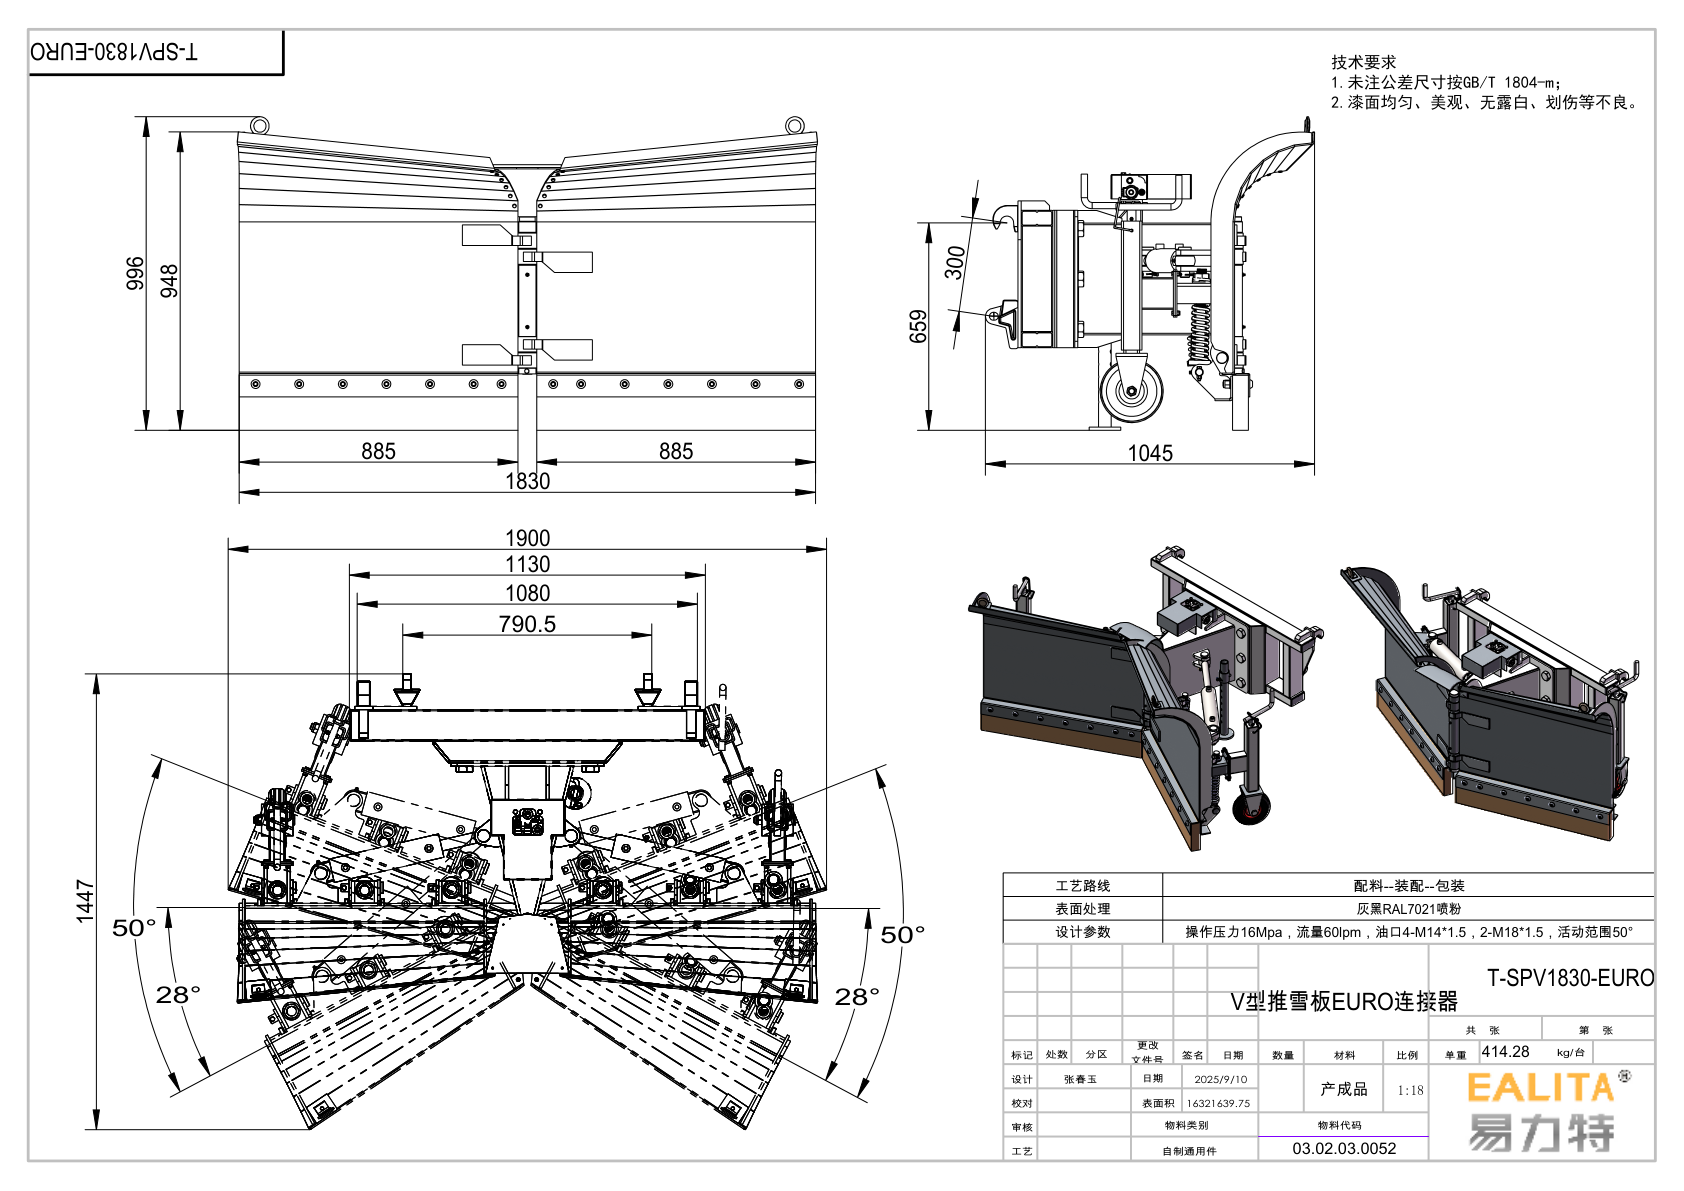 T-SPV1830-EURO
技术要求
1.未注公差尺寸按GB/T 1804-m;
2.漆面均匀、美观、无露白、划伤等不良。
996
948
885
885
1830
300
659
1045
1900
1130
1080
790.5
1447
50°
28°
28°
50°
工艺路线 配料--装配--包装
表面处理 灰黑RAL7021喷粉
设计参数 操作压力16Mpa，流量60lpm，油口4-M14*1.5，2-M18*1.5，活动范围50°
T-SPV1830-EURO
V型推雪板EURO连接器
共 张 第 张
标记 处数 分区 更改文件号 签名 日期 数量 材料 比例 单重 414.28 kg/台
设计 张春玉 日期 2025/9/10 产成品 1:18
校对 表面积 16321639.75
审核 物料类别 物料代码
工艺 自制通用件 03.02.03.0052
EALITA®
易力特